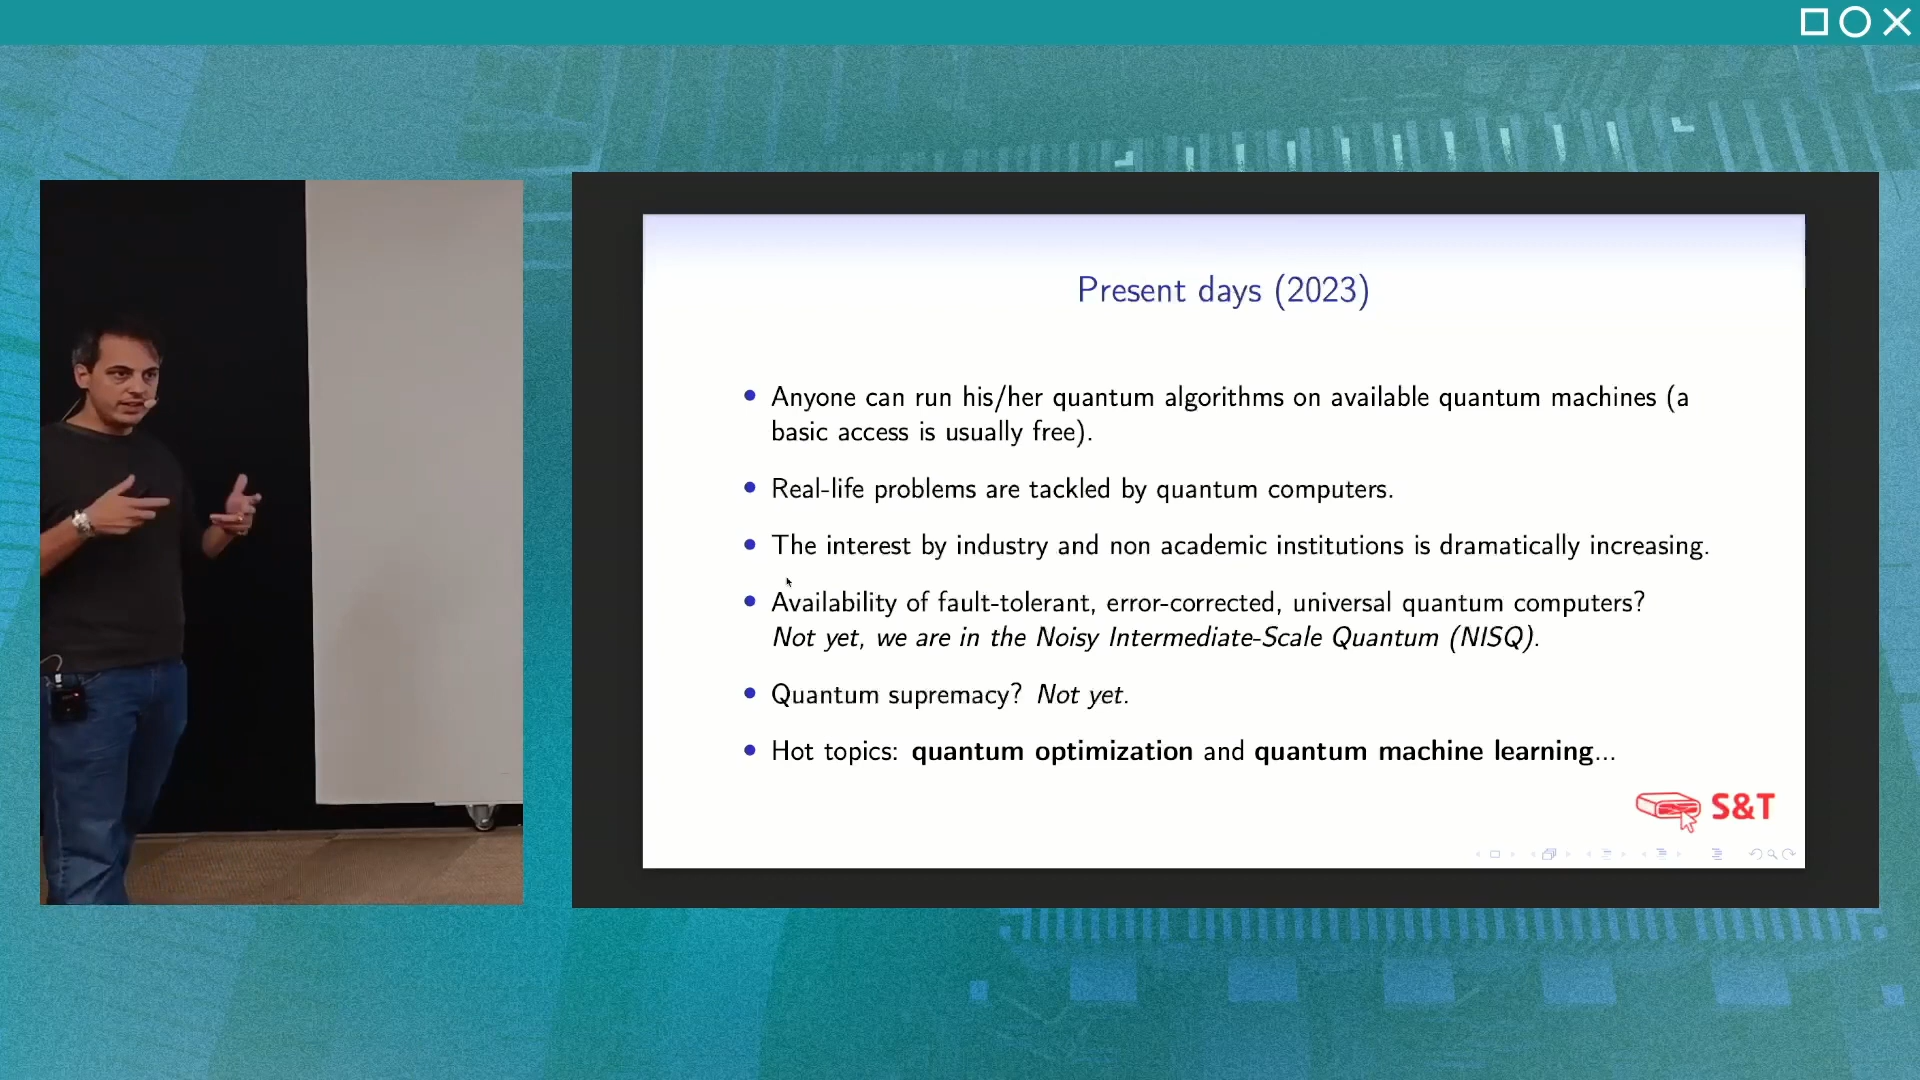 Present days (2023)
Anyone can run his/her quantum algorithms on available quantum machines (a
basic access is usually free).
Real-life problems are tackled by quantum computers.
The interest by industry and non academic institutions is dramatically increasing.
Availability of fault-tolerant, error-corrected, universal quantum computers?
Not yet, we are in the Noisy Intermediate-Scale Quantum (NISQ).
Quantum supremacy? Not yet.
Hot topics: quantum optimization and quantum machine learning...
S&T